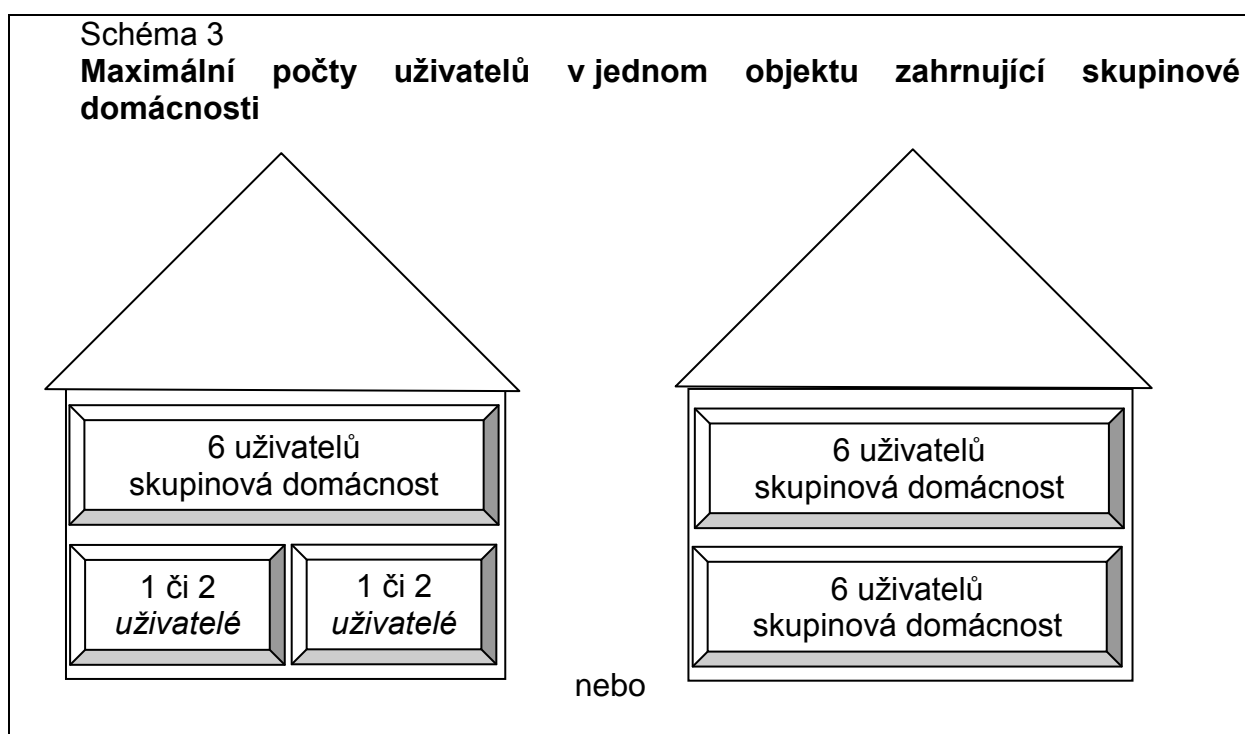 Schéma 3
Maximální počty uživatelů v jednom objektu zahrnující skupinové
domácnosti
6 uživatelů
skupinová domácnost
1 či 2
uživatelé
1 či 2
uživatelé
nebo
6 uživatelů
skupinová domácnost
6 uživatelů
skupinová domácnost